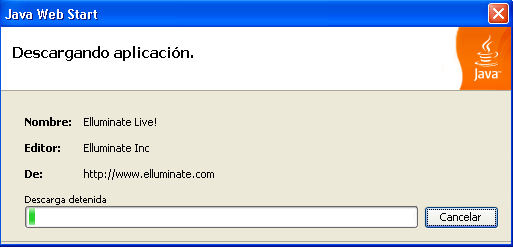 Java Web Start
Descargando aplicación.
Java
Nombre: Elluminate Live!
Editor: Elluminate Inc
De: http://www.elluminate.com
Descarga detenida
Cancelar